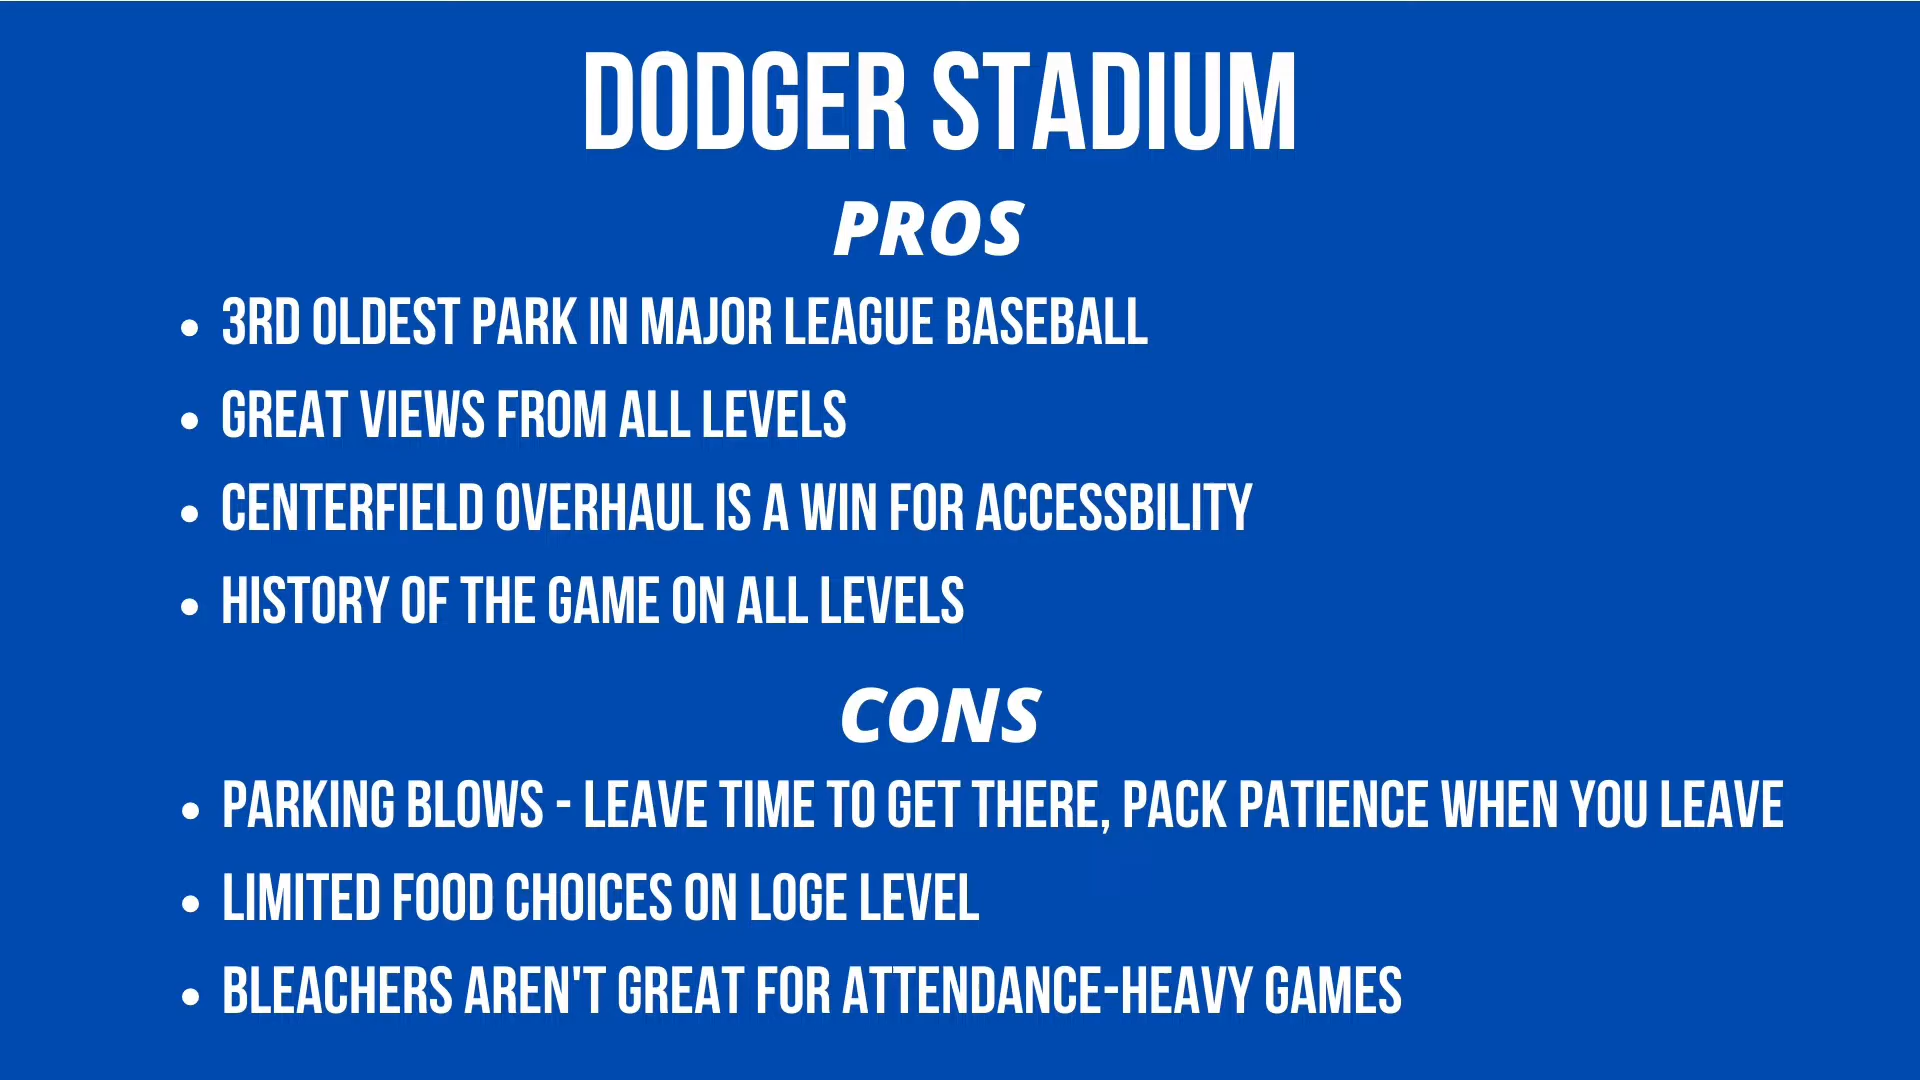 DODGER STADIUM
PROS
• 3RD OLDEST PARK IN MAJOR LEAGUE BASEBALL
• GREAT VIEWS FROM ALL LEVELS
• CENTERFIELD OVERHAUL IS A WIN FOR ACCESSBILITY
• HISTORY OF THE GAME ON ALL LEVELS
CONS
• PARKING BLOWS - LEAVE TIME TO GET THERE, PACK PATIENCE WHEN YOU LEAVE
• LIMITED FOOD CHOICES ON LOGE LEVEL
• BLEACHERS AREN'T GREAT FOR ATTENDANCE-HEAVY GAMES